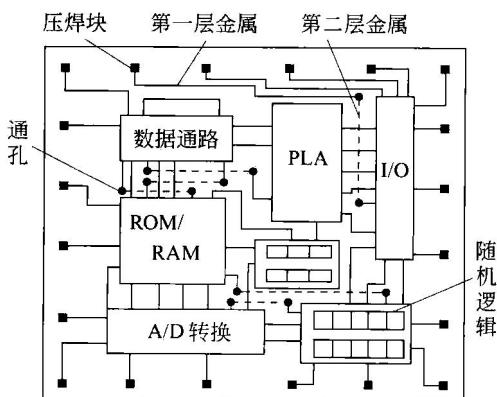 压焊块
第一层金属
第二层金属
通孔
数据通路
PLA
I/O
ROM/
RAM
随机逻辑
A/D 转换